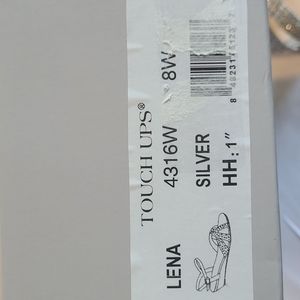 TOUCH UPS®
4316W 8W
LENA SILVER
HH: 1"